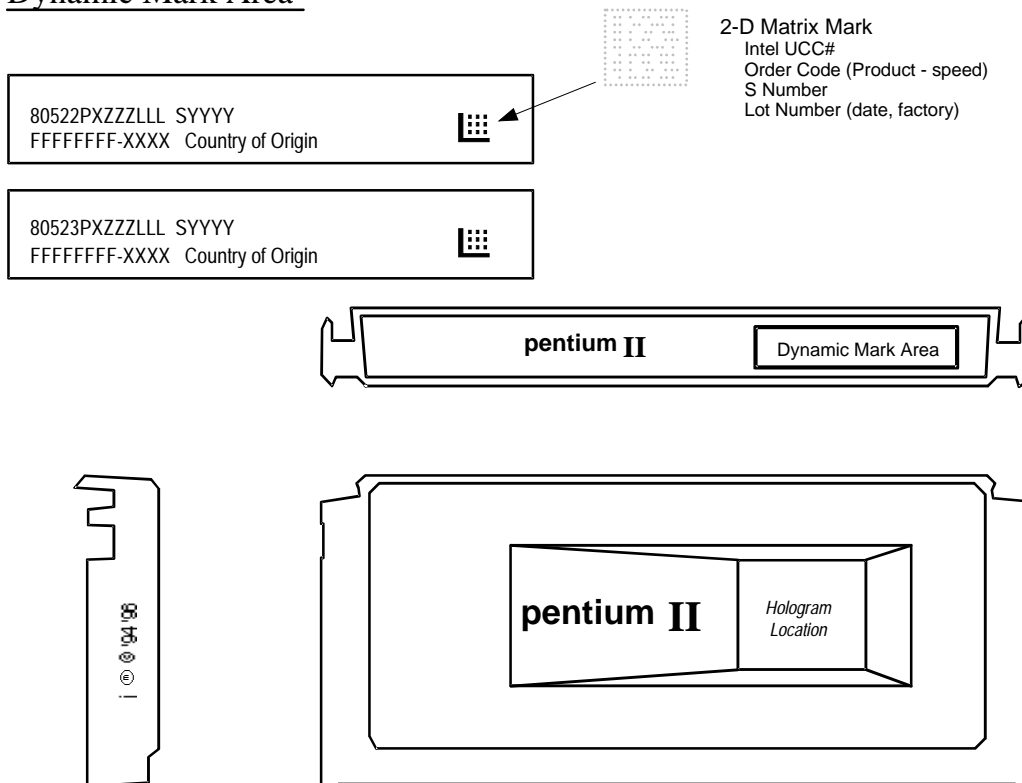 Dynamic Mark Area
2-D Matrix Mark
Intel UCC#
Order Code (Product - speed)
S Number
Lot Number (date, factory)
80522PXZZZLLL SYYYY
FFFFFFFF-XXXX Country of Origin
80523PXZZZLLL SYYYY
FFFFFFFF-XXXX Country of Origin
pentium II
Dynamic Mark Area
pentium II
Hologram
Location
i ⓜ © '94 '96